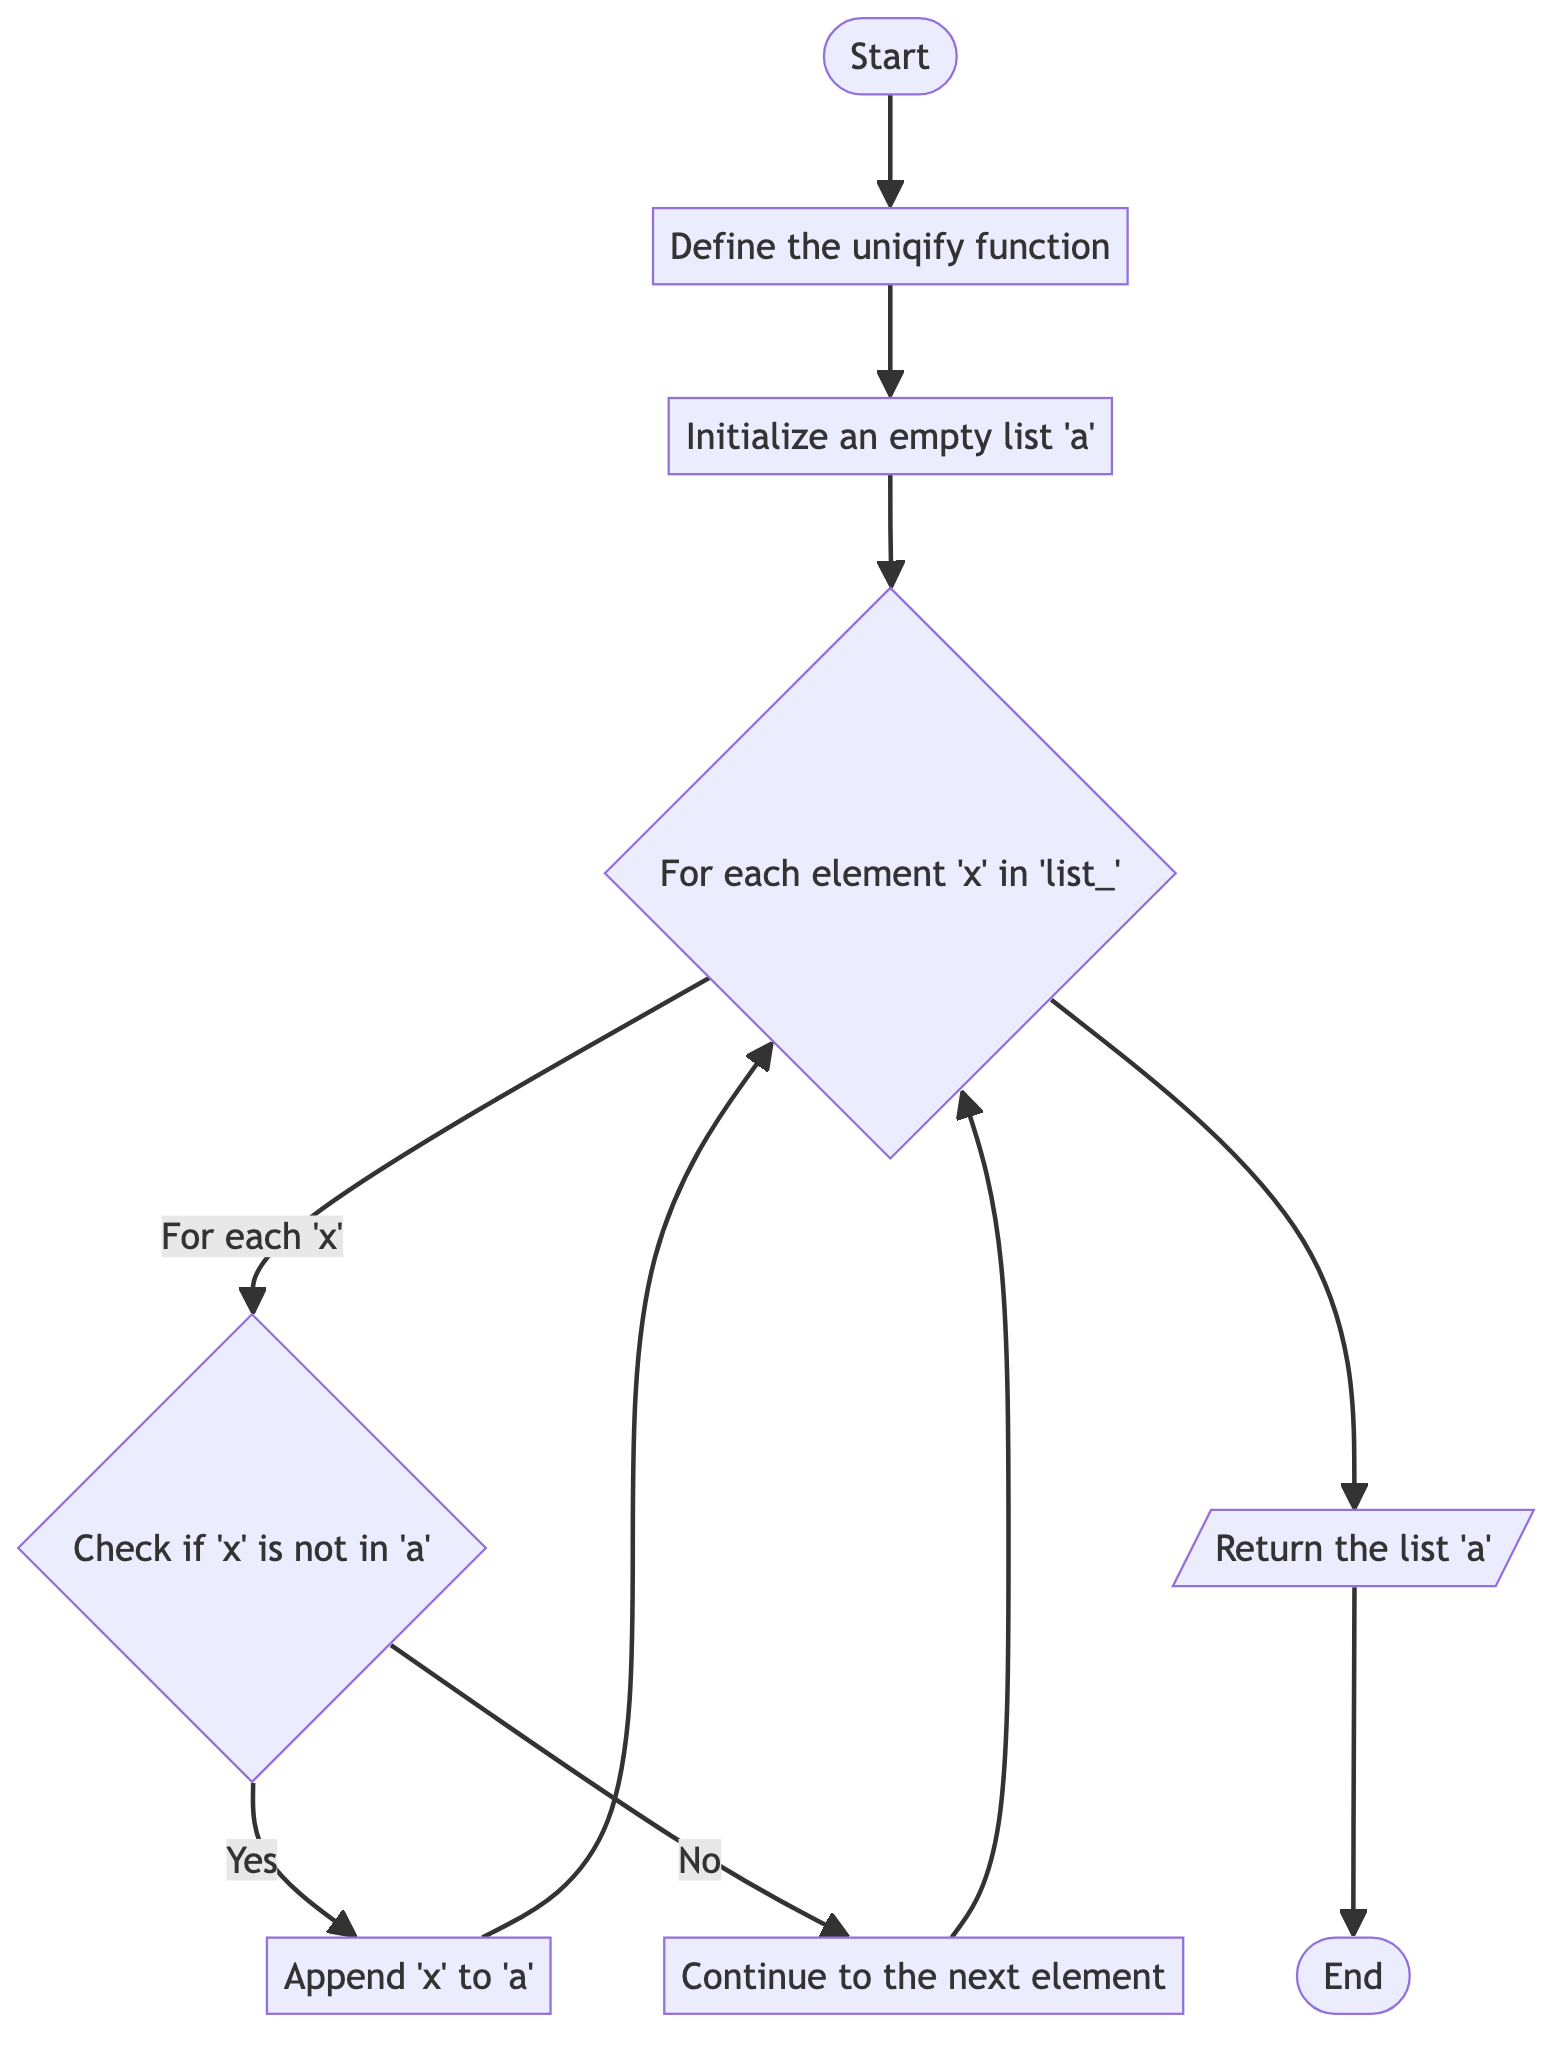 Start
Define the uniqify function
Initialize an empty list 'a'
For each element 'x' in 'list_'
For each 'x'
Check if 'x' is not in 'a'
Return the list 'a'
Yes
No
Append 'x' to 'a'
Continue to the next element
End